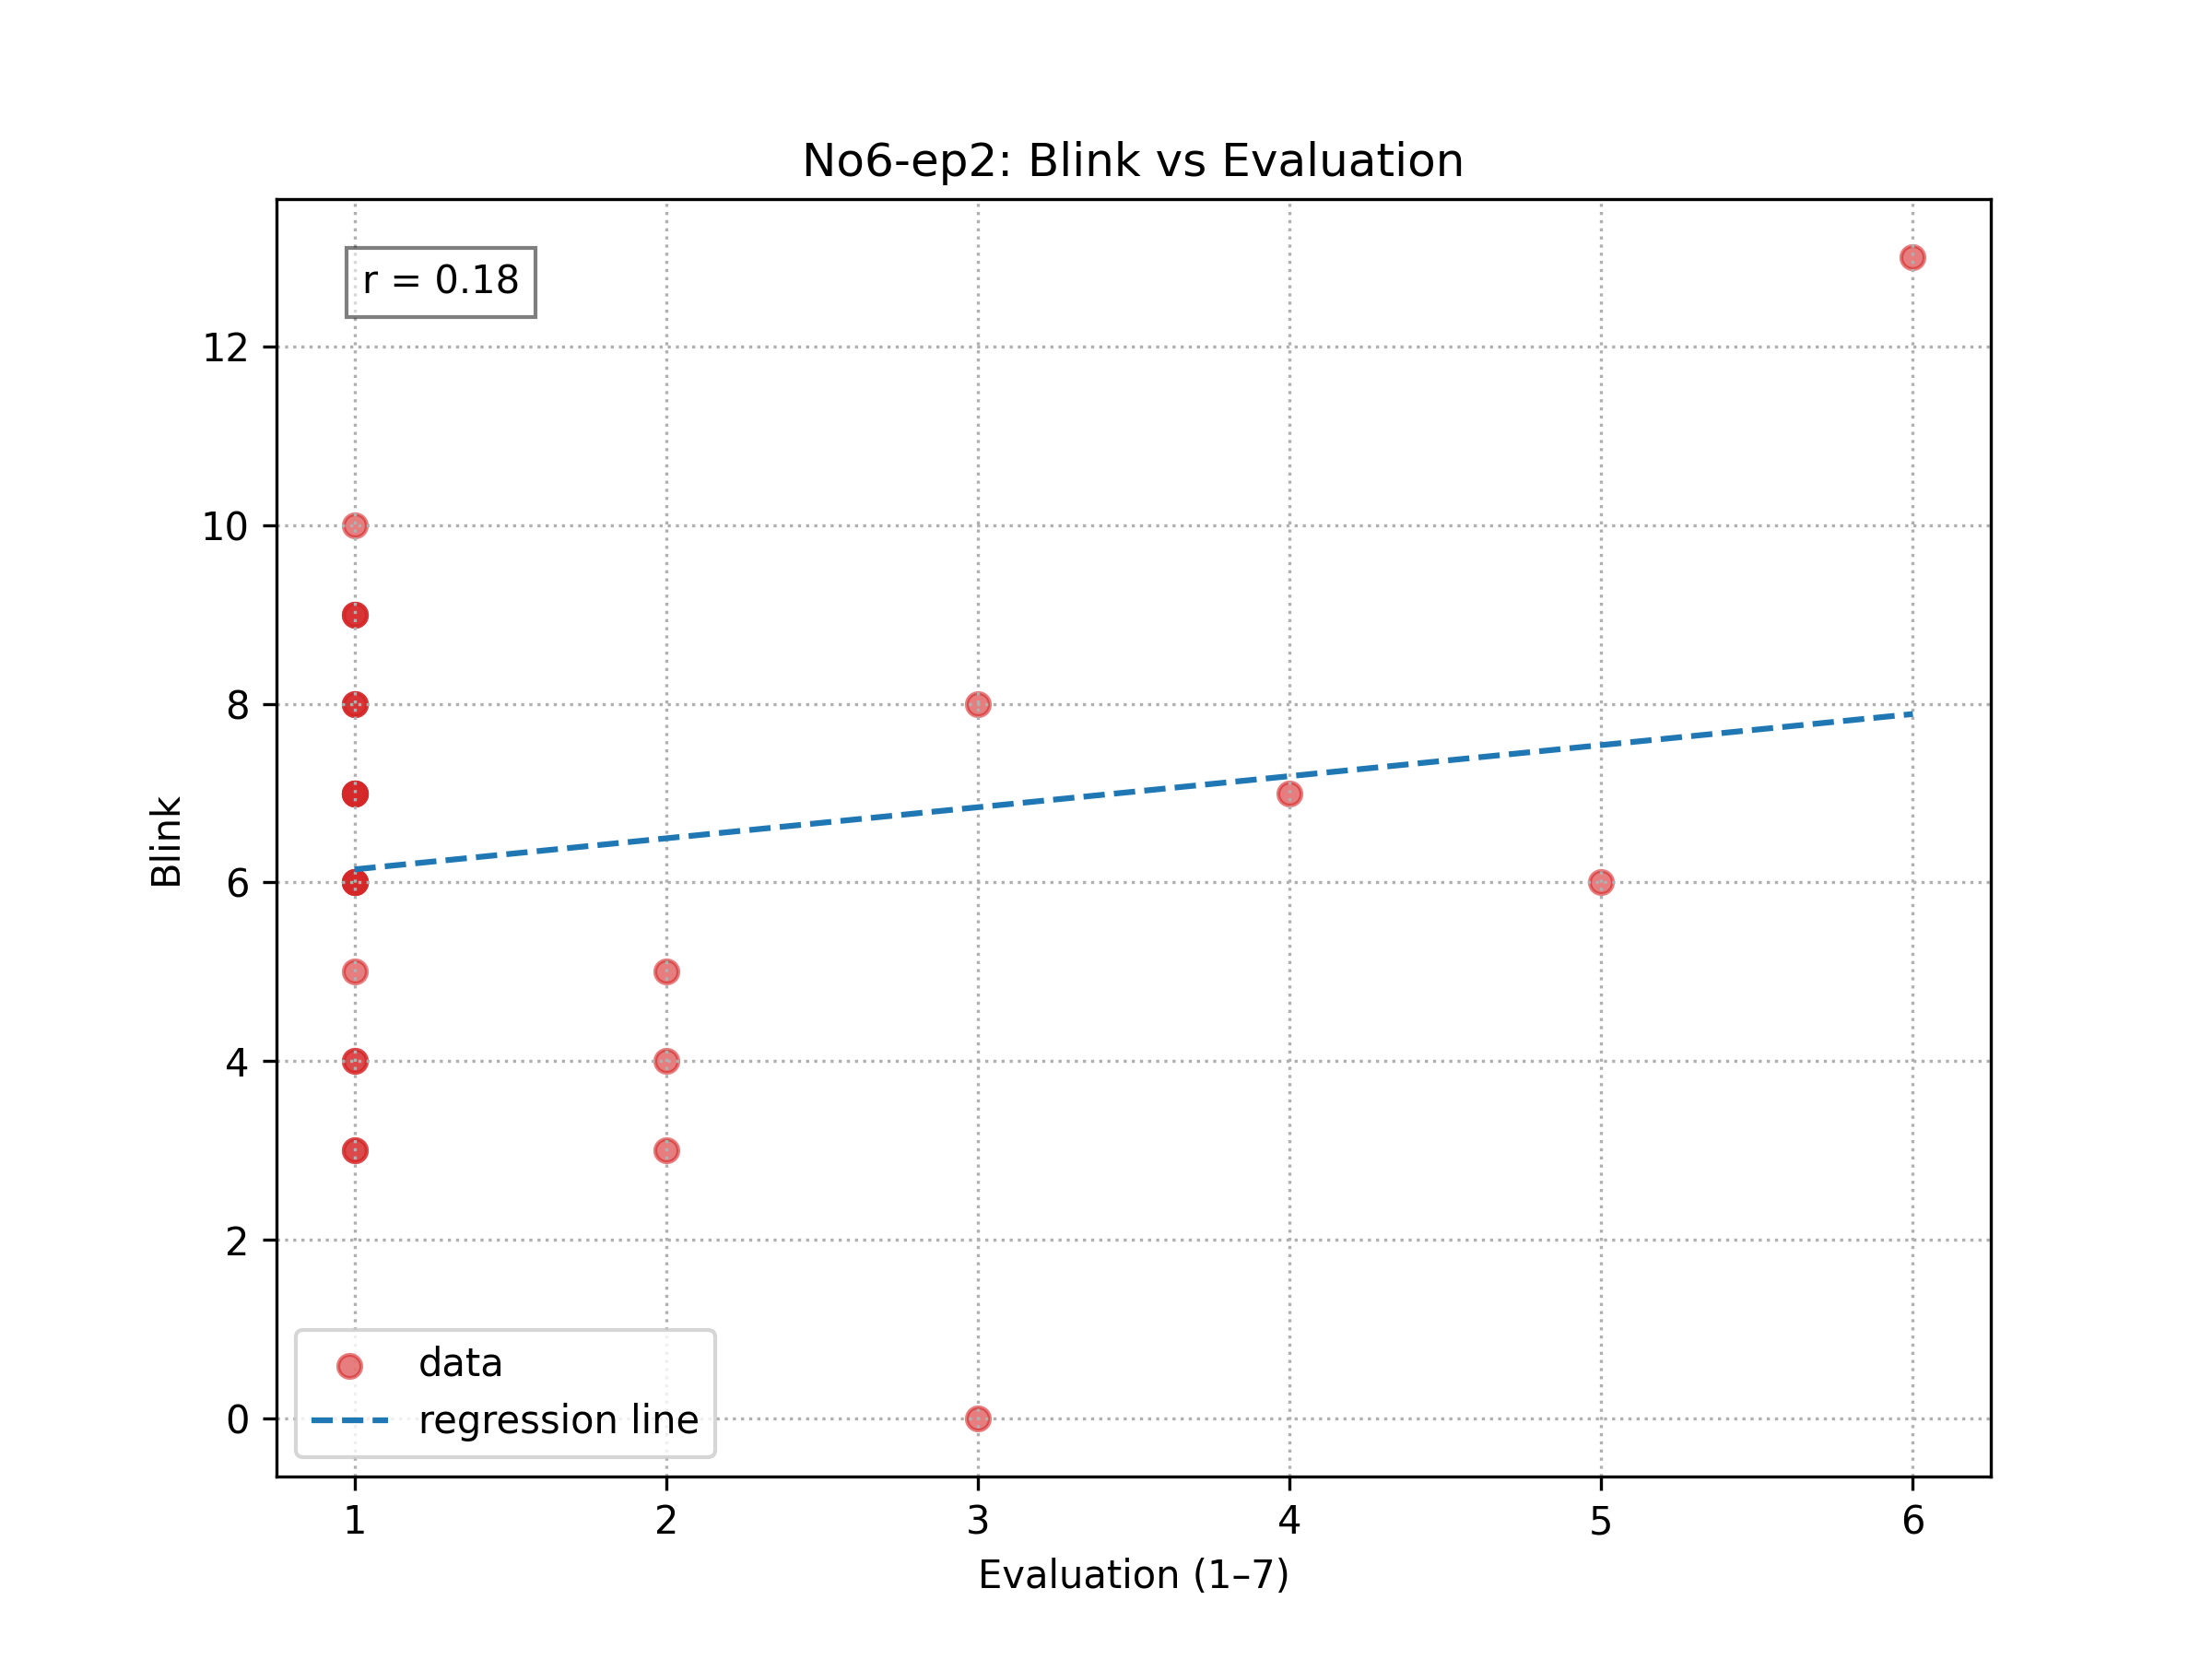 No6-ep2: Blink vs Evaluation
r = 0.18
12
10
8
6
4
2
0
Blink
data
regression line
1 2 3 4 5 6
Evaluation (1–7)